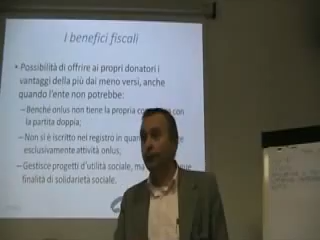 I benefici fiscali
• Possibilità di offrire ai propri donatori i
vantaggi della più dai meno versi, anche
quando l'ente non potrebbe:
–Benché onlus non tiene la propria con
la partita doppia;
–Non si è iscritto nel registro in
esclusivamente attività onlus;
–Gestisce progetti d'utilità sociale, ma
finalità di solidarietà sociale.